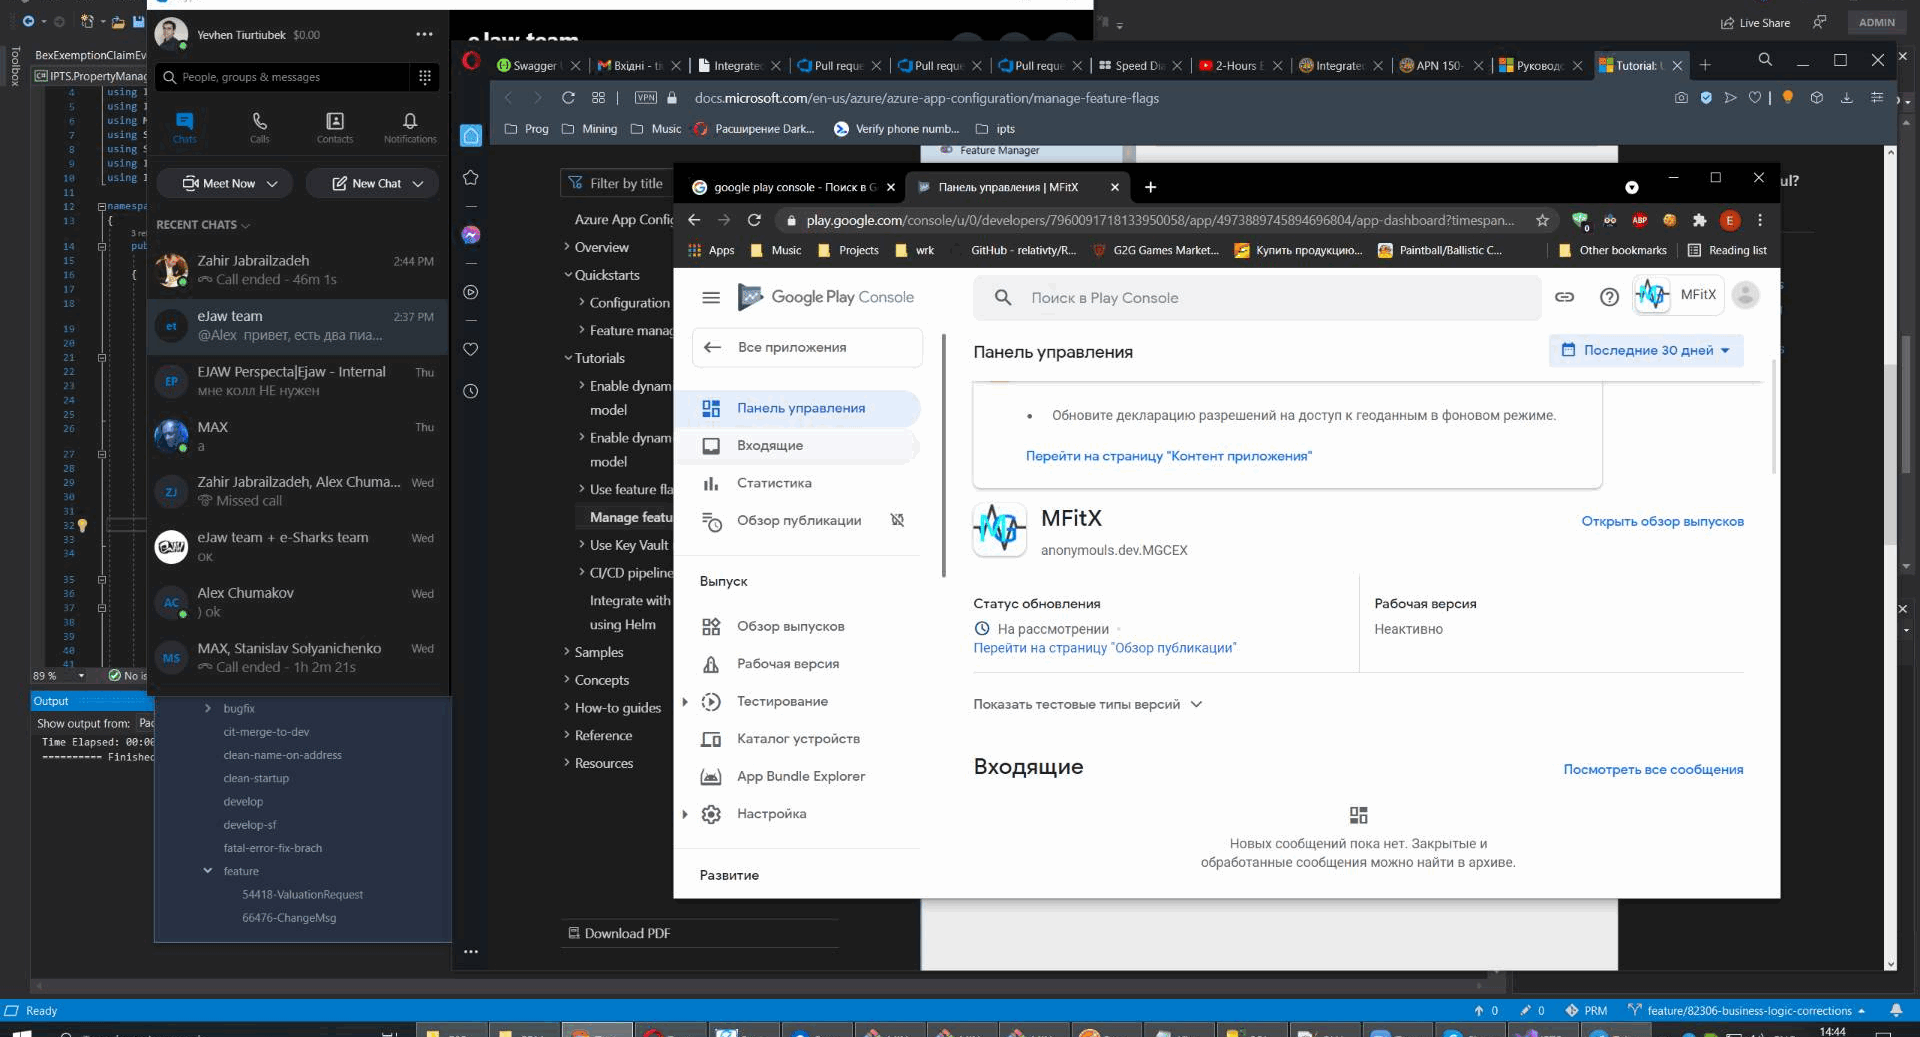 Yevhen Tiurtiubek $0.00
People, groups & messages
Chats
Calls
Contacts
Notifications
Meet Now
New Chat
RECENT CHATS
Zahir Jabrailzadeh
2:44 PM
Call ended - 46m 1s
et
eJaw team
2:37 PM
@Alex привет, есть два пиа...
EP
EJAW Perspecta|Ejaw - Internal
Thu
мне колл НЕ нужен
MAX
Thu
a
ZJ
Zahir Jabrailzadeh, Alex Chuma...
Wed
Missed call
eJaw team + e-Sharks team
Wed
ок
AC
Alex Chumakov
Wed
) ok
MS
MAX, Stanislav Solyanichenko
Wed
Call ended - 1h 2m 21s
Toolbox
BexExemptionClaimEv
IPTS.PropertyManag
89 %
Output
Show output from:
Time Elapsed: 00:00
========== Finished
bugfix
cit-merge-to-dev
clean-name-on-address
clean-startup
develop
develop-sf
fatal-error-fix-brach
feature
54418-ValuationRequest
66476-ChangeMsg
Live Share
ADMIN
Swagger
Вхідні - ti
Integrate
Pull reque
Pull reque
Pull reque
Speed Dia
2-Hours E
Integrate
APN 150-
Руководс
Tutorial: U
VPN
docs.microsoft.com/en-us/azure/azure-app-configuration/manage-feature-flags
Prog
Mining
Music
Расширение Dark...
Verify phone numb...
ipts
Feature Manager
Filter by title
Azure App Config
Overview
Quickstarts
Configuration
Feature manag
Tutorials
Enable dynam
model
Enable dynam
model
Use feature fla
Manage featu
Use Key Vault
CI/CD pipeline
Integrate with
using Helm
Samples
Concepts
How-to guides
Reference
Resources
Download PDF
google play console - Поиск в G
Панель управления | MFitX
play.google.com/console/u/0/developers/7960091718133950058/app/4973889745894696804/app-dashboard?timespan...
ABP
E
Apps
Music
Projects
wrk
GitHub - relativty/R...
G2G Games Market...
Купить продукцию...
Paintball/Ballistic C...
Other bookmarks
Reading list
Google Play Console
Поиск в Play Console
MFitX
Все приложения
Панель управления
Входящие
Статистика
Обзор публикации
Выпуск
Обзор выпусков
Рабочая версия
Тестирование
Каталог устройств
App Bundle Explorer
Настройка
Развитие
Панель управления
Последние 30 дней
Обновите декларацию разрешений на доступ к геоданным в фоновом режиме.
Перейти на страницу "Контент приложения"
MFitX
anonymouls.dev.MGCEX
Открыть обзор выпусков
Статус обновления
На рассмотрении
Перейти на страницу "Обзор публикации"
Рабочая версия
Неактивно
Показать тестовые типы версий
Входящие
Посмотреть все сообщения
Новых сообщений пока нет. Закрытые и
обработанные сообщения можно найти в архиве.
Ready
0
0
PRM
feature/82306-business-logic-corrections
14:44